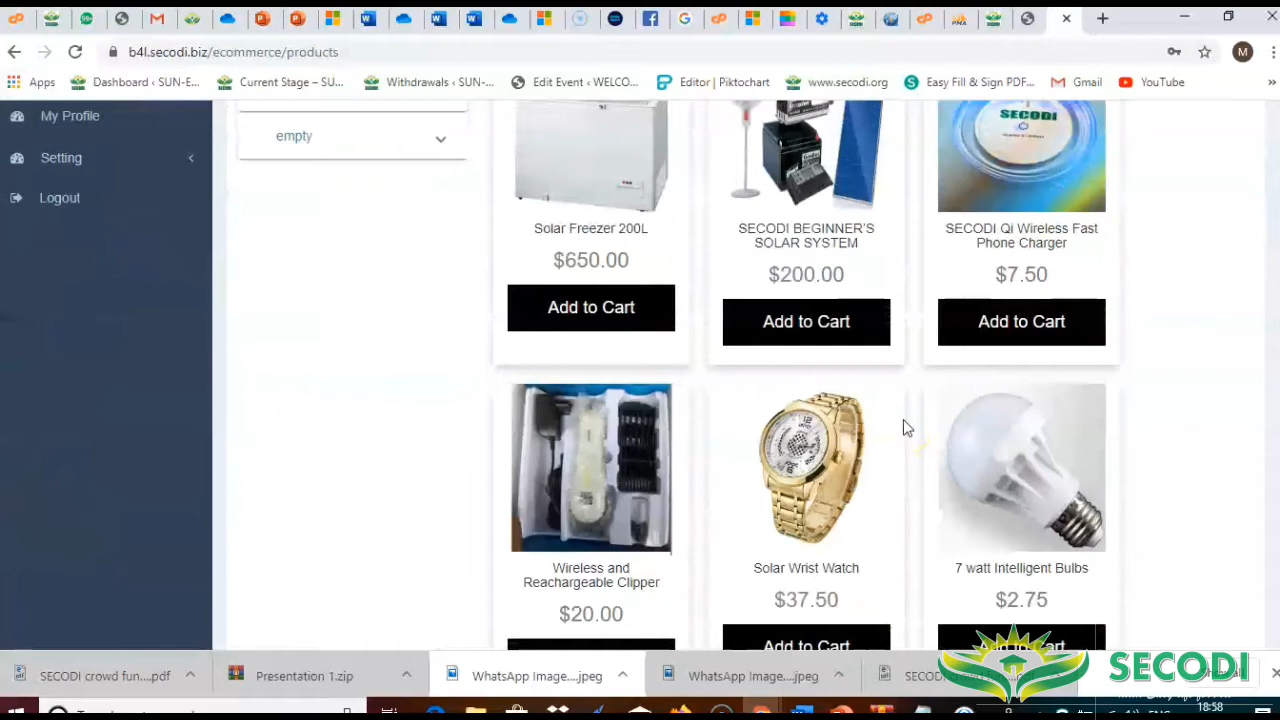 b4l.secodi.biz/ecommerce/products
M
Apps
Dashboard ‹ SUN-E...
Current Stage – SU...
Withdrawals ‹ SUN-...
Edit Event ‹ WELCO...
Editor | Piktochart
www.secodi.org
Easy Fill & Sign PDF...
Gmail
YouTube
»
My Profile
Setting
Logout
empty
SECODI
Solar Freezer 200L
$650.00
Add to Cart
SECODI BEGINNER'S
SOLAR SYSTEM
$200.00
Add to Cart
SECODI Qi Wireless Fast
Phone Charger
$7.50
Add to Cart
Wireless and
Reachargeable Clipper
$20.00
Solar Wrist Watch
$37.50
Add to Cart
7 watt Intelligent Bulbs
$2.75
Add to Cart
SECODI crowd fun....pdf
Presentation 1.zip
WhatsApp Image....jpeg
WhatsApp Image....jpeg
SECODI
ENG
18:58